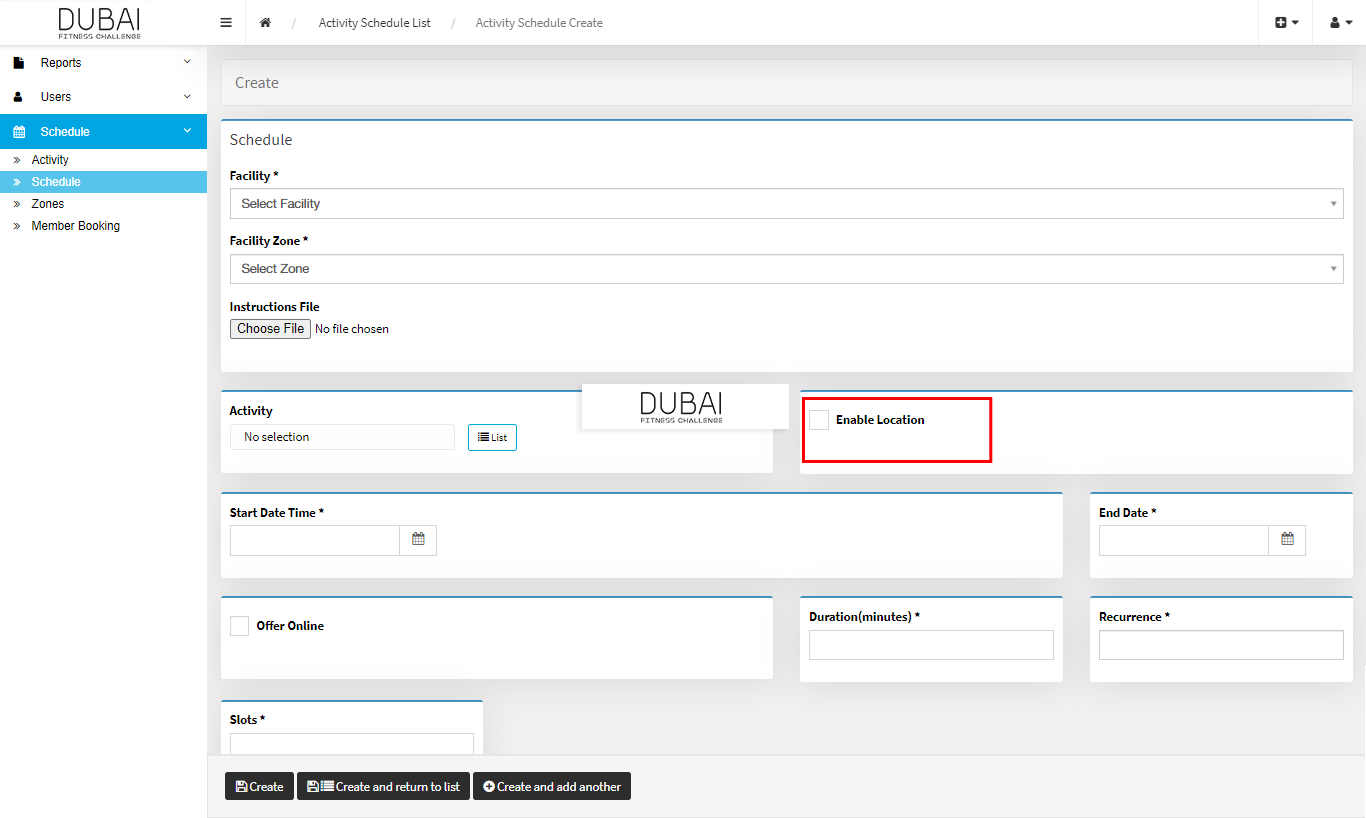 DUBAI
FITNESS CHALLENGE
/ Activity Schedule List / Activity Schedule Create
Reports
Users
Schedule
Activity
Schedule
Zones
Member Booking
Create
Schedule
Facility *
Select Facility
Facility Zone *
Select Zone
Instructions File
Choose File No file chosen
Activity
No selection
List
DUBAI
FITNESS CHALLENGE
Enable Location
Start Date Time *
End Date *
Offer Online
Duration(minutes) *
Recurrence *
Slots *
Create
Create and return to list
Create and add another